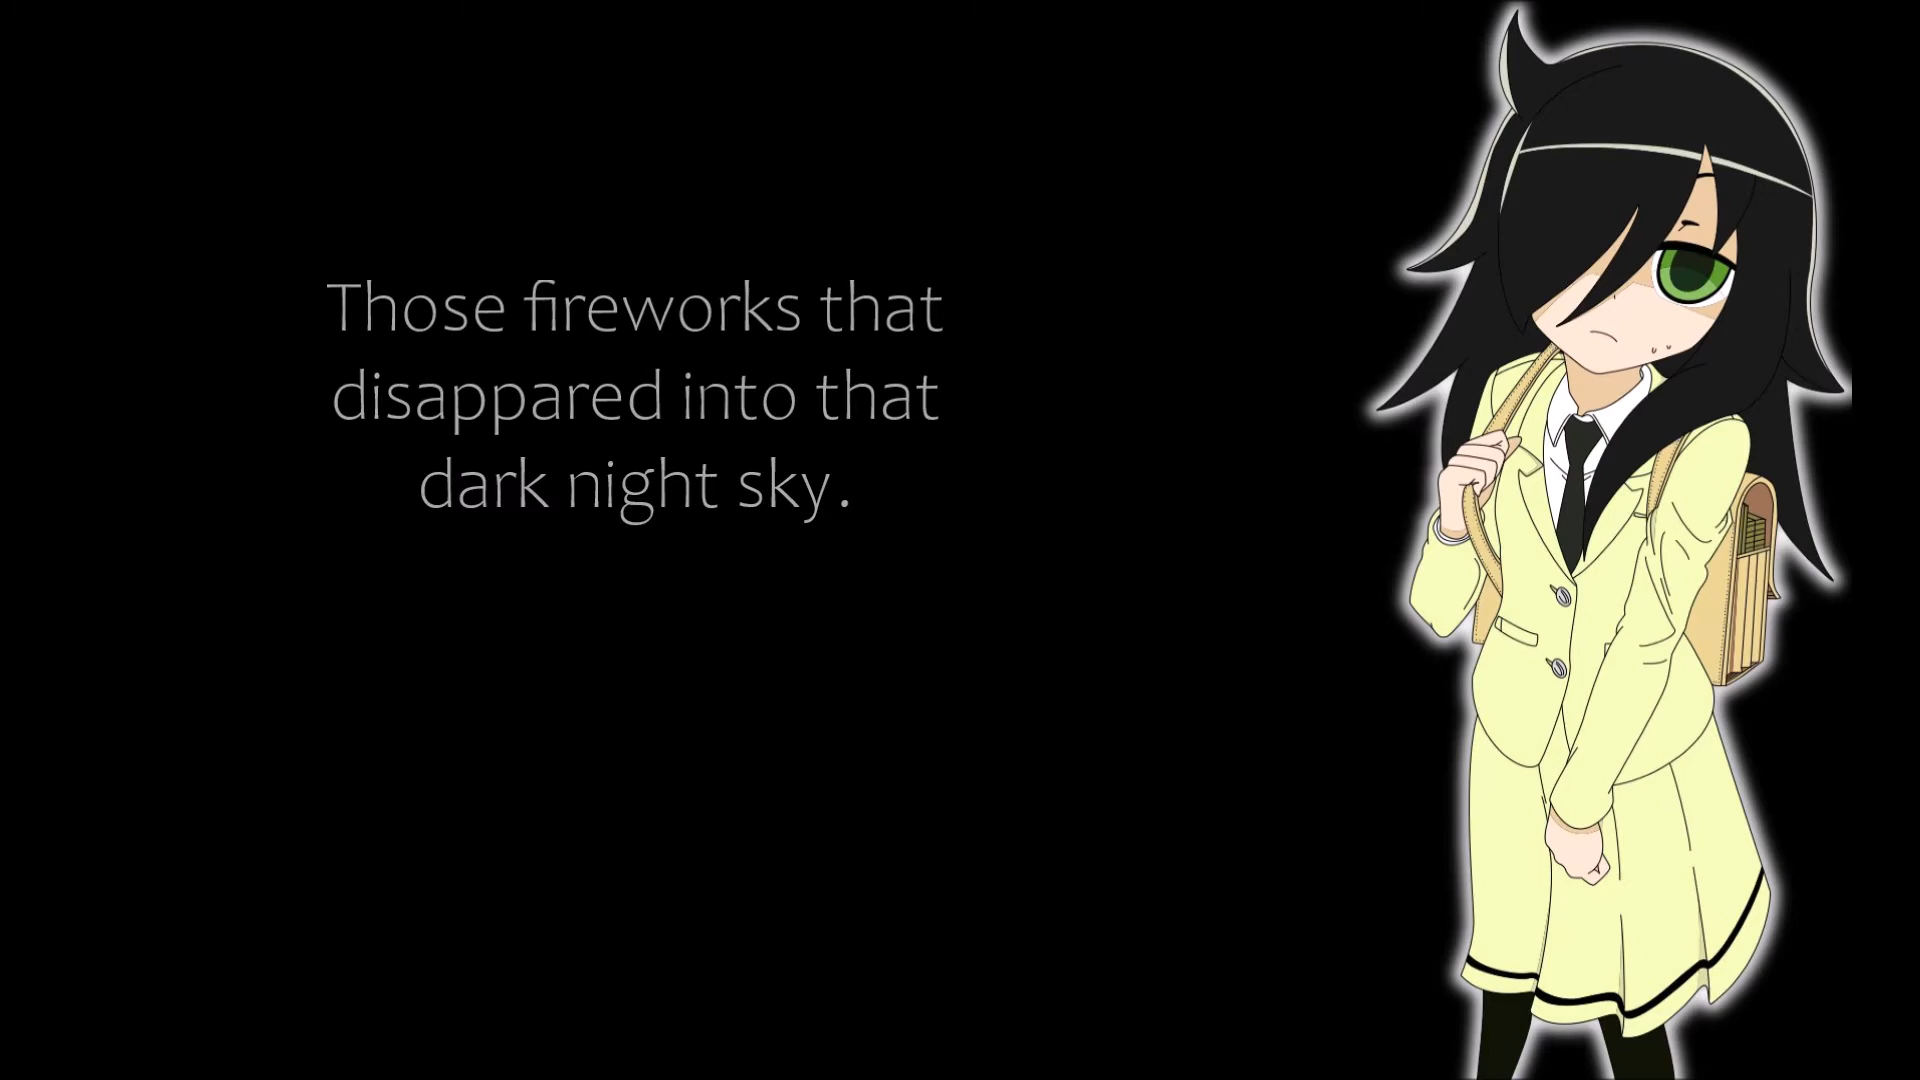 Those fireworks that
disappared into that
dark night sky.